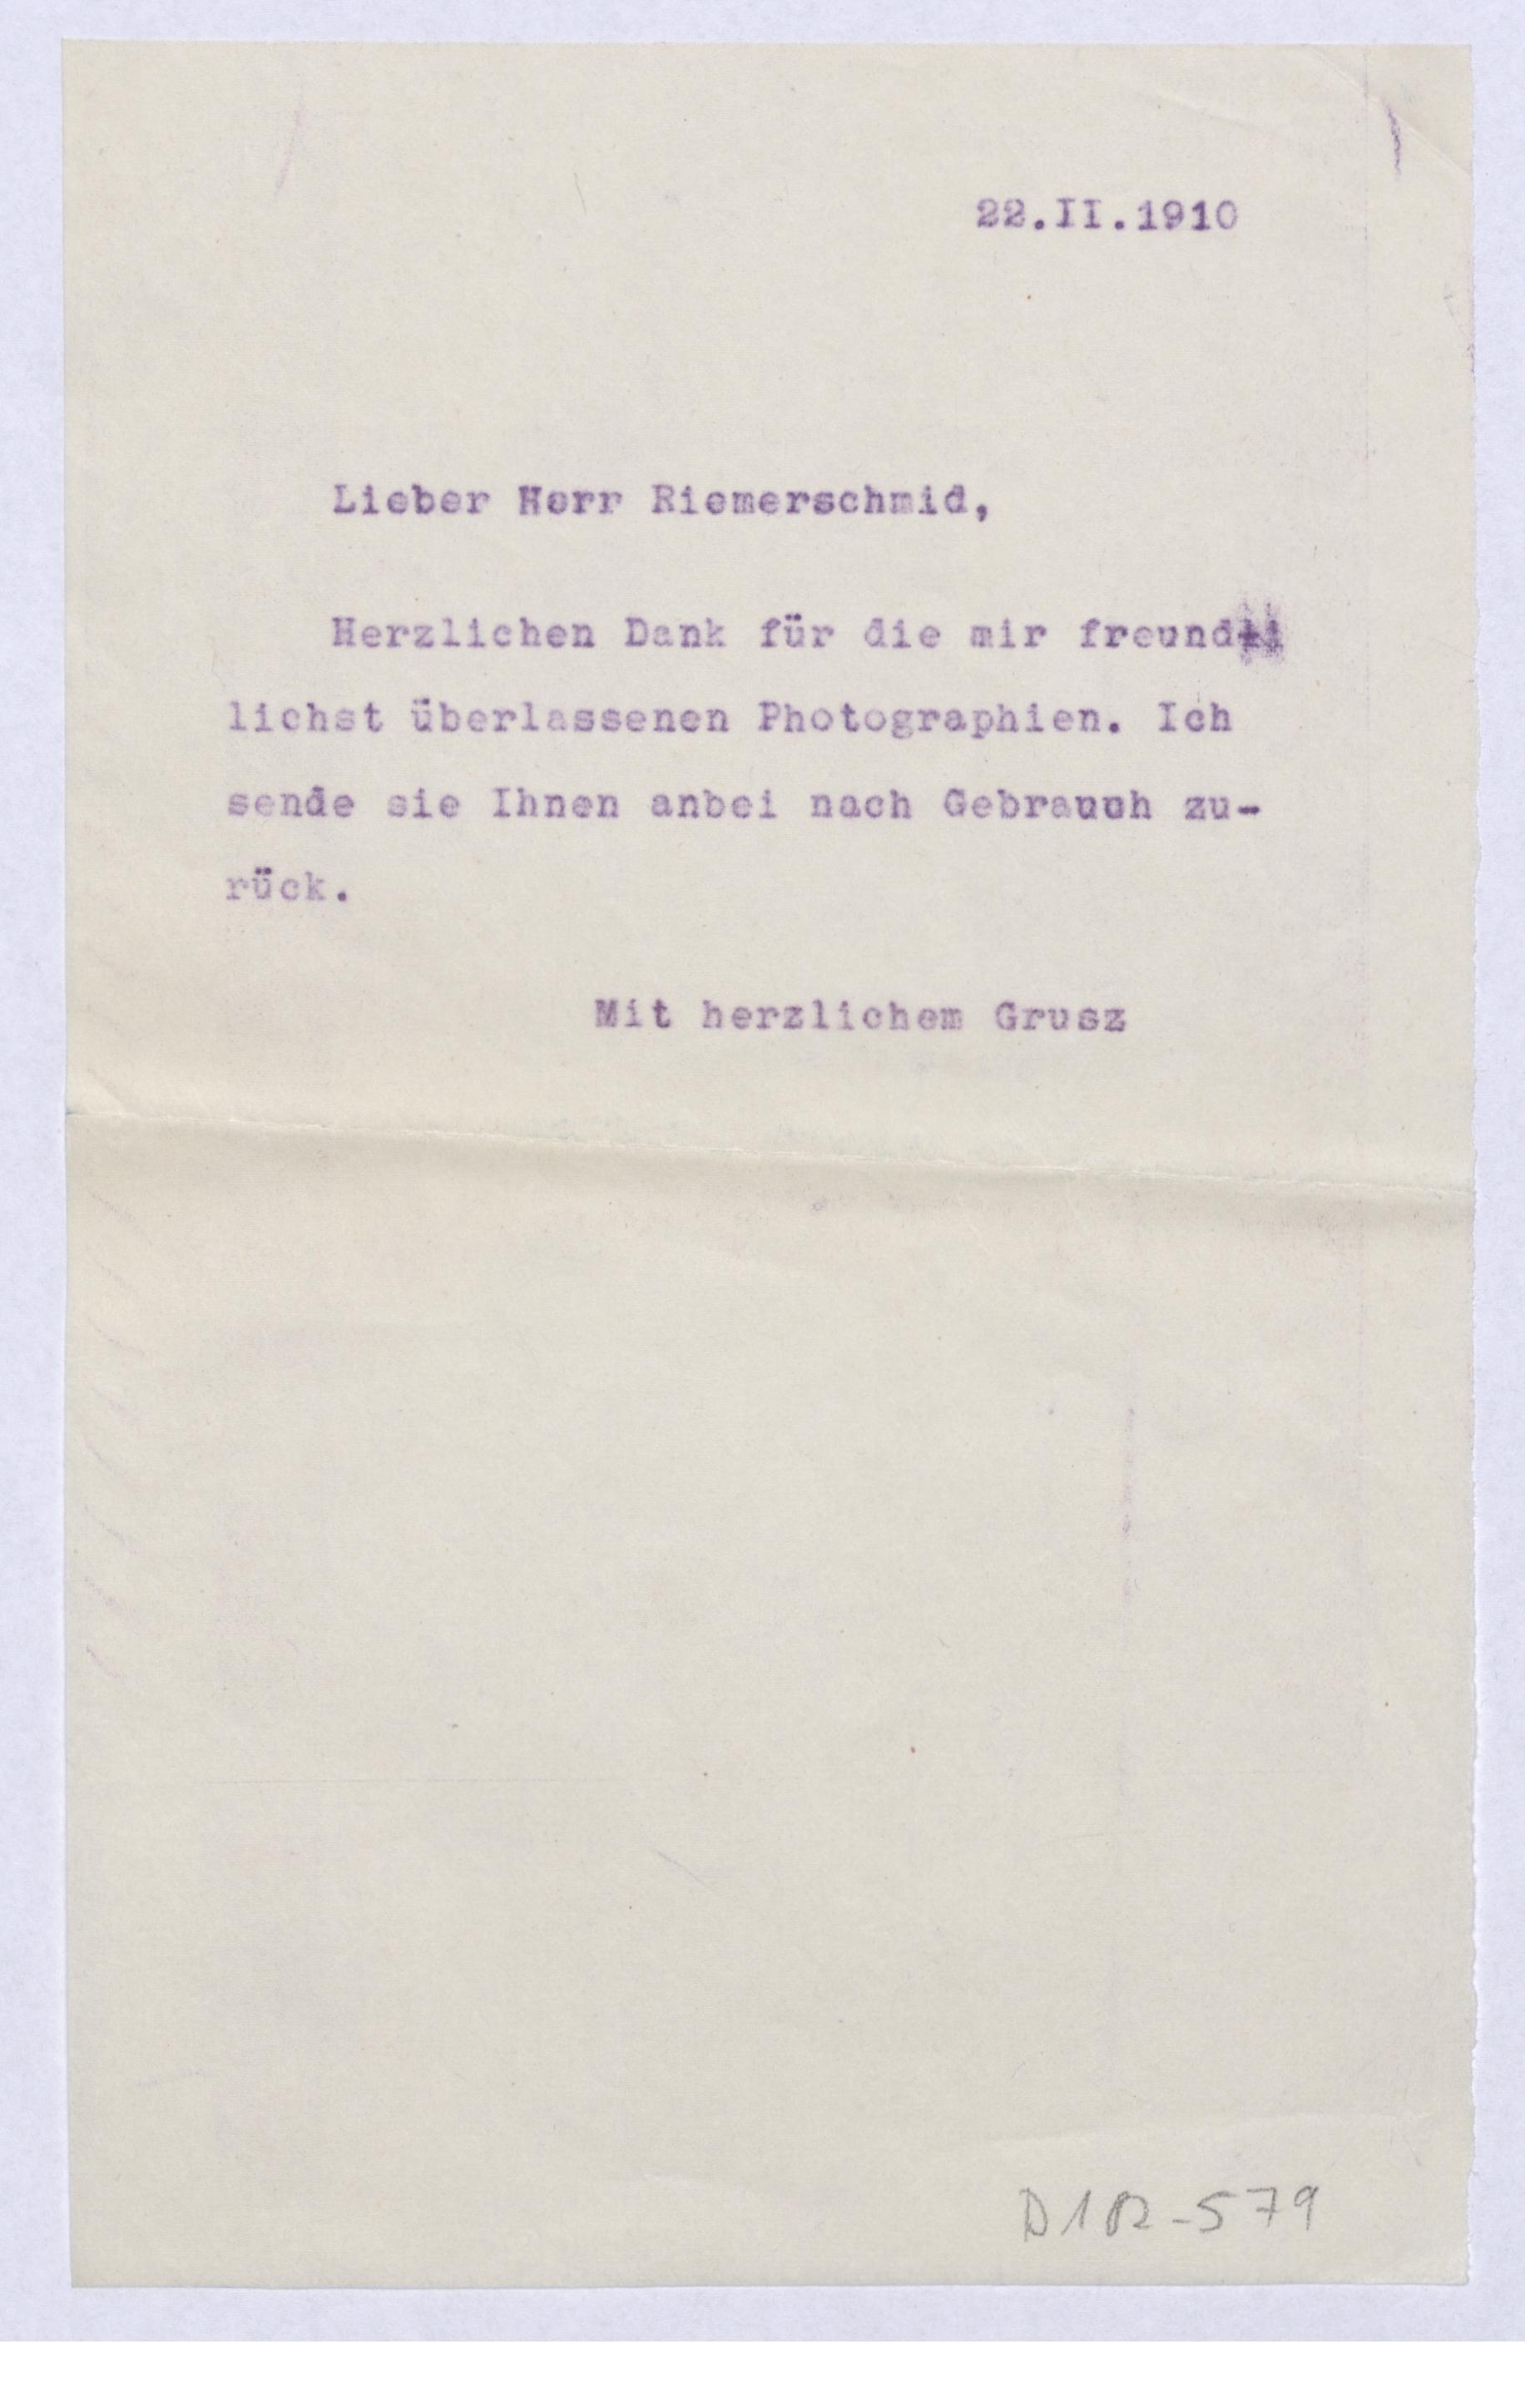 22.II.1910
Lieber Herr Riemerschmid,
Herzlichen Dank für die mir freundli
lichst überlassenen Photographien. Ich
sende sie Ihnen anbei nach Gebrauch zu-
rück.
Mit herzlichem Grusz
D 182-579